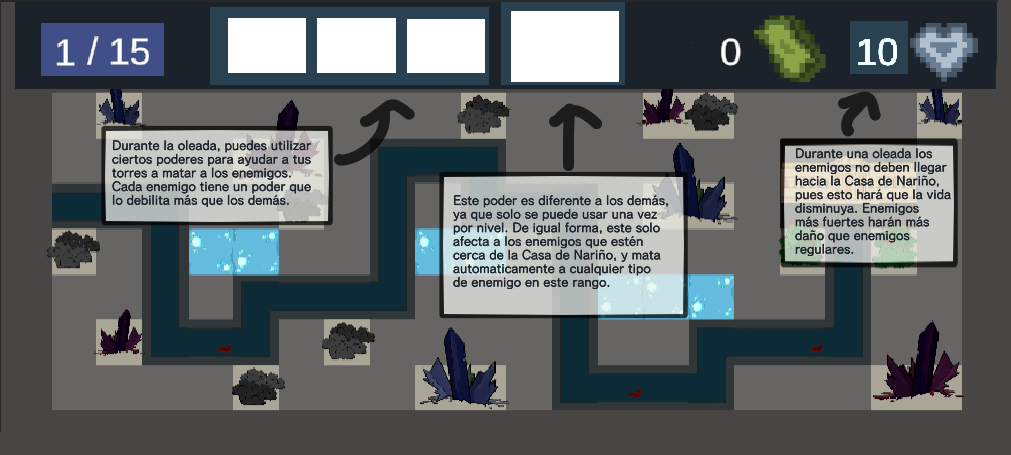 1 / 15
0
10
Durante la oleada, puedes utilizar
ciertos poderes para ayudar a tus
torres a matar a los enemigos.
Cada enemigo tiene un poder que
lo debilita más que los demás.
Este poder es diferente a los demás,
ya que solo se puede usar una vez
por nivel. De igual forma, este solo
afecta a los enemigos que estén
cerca de la Casa de Nariño, y mata
automaticamente a cualquier tipo
de enemigo en este rango.
Durante una oleada los
enemigos no deben llegar
hacia la Casa de Nariño,
pues esto hará que la vida
disminuya. Enemigos
más fuertes harán más
daño que enemigos
regulares.